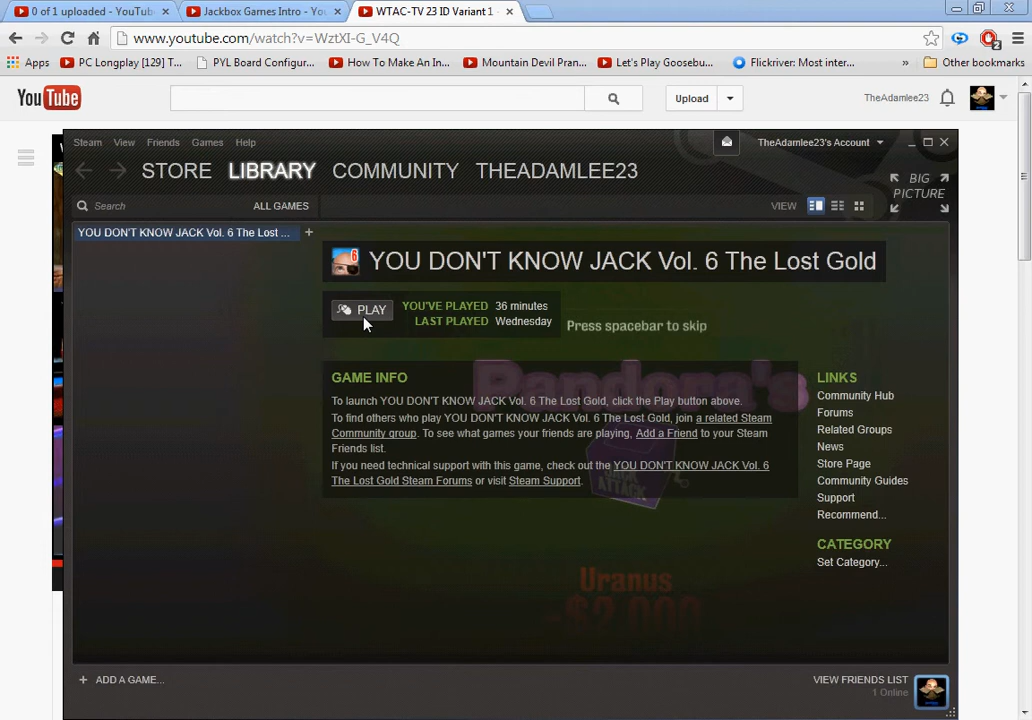 0 of 1 uploaded - YouTub
Jackbox Games Intro - Yo
WTAC-TV 23 ID Variant 1
www.youtube.com/watch?v=WztXI-G_V4Q
2
Apps
PC Longplay [129] T...
PYL Board Configur...
How To Make An In...
Mountain Devil Pran...
Let's Play Goosebu...
Flickriver: Most inter...
»
Other bookmarks
YouTube
Upload
TheAdamlee23
Steam View Friends Games Help
TheAdamlee23's Account
STORE LIBRARY COMMUNITY THEADAMLEE23
BIG PICTURE
Search
ALL GAMES
VIEW
YOU DON'T KNOW JACK Vol. 6 The Lost ... +
6
YOU DON'T KNOW JACK Vol. 6 The Lost Gold
PLAY
YOU'VE PLAYED 36 minutes
LAST PLAYED Wednesday
Press spacebar to skip
Pandora's
JACK ATTACK
GAME INFO
To launch YOU DON'T KNOW JACK Vol. 6 The Lost Gold, click the Play button above.
To find others who play YOU DON'T KNOW JACK Vol. 6 The Lost Gold, join a related Steam
Community group. To see what games your friends are playing, Add a Friend to your Steam
Friends list.
If you need technical support with this game, check out the YOU DON'T KNOW JACK Vol. 6
The Lost Gold Steam Forums or visit Steam Support.
LINKS
Community Hub
Forums
Related Groups
News
Store Page
Community Guides
Support
Recommend...
CATEGORY
Set Category...
Uranus
-$2,000
+ ADD A GAME...
VIEW FRIENDS LIST
1 Online